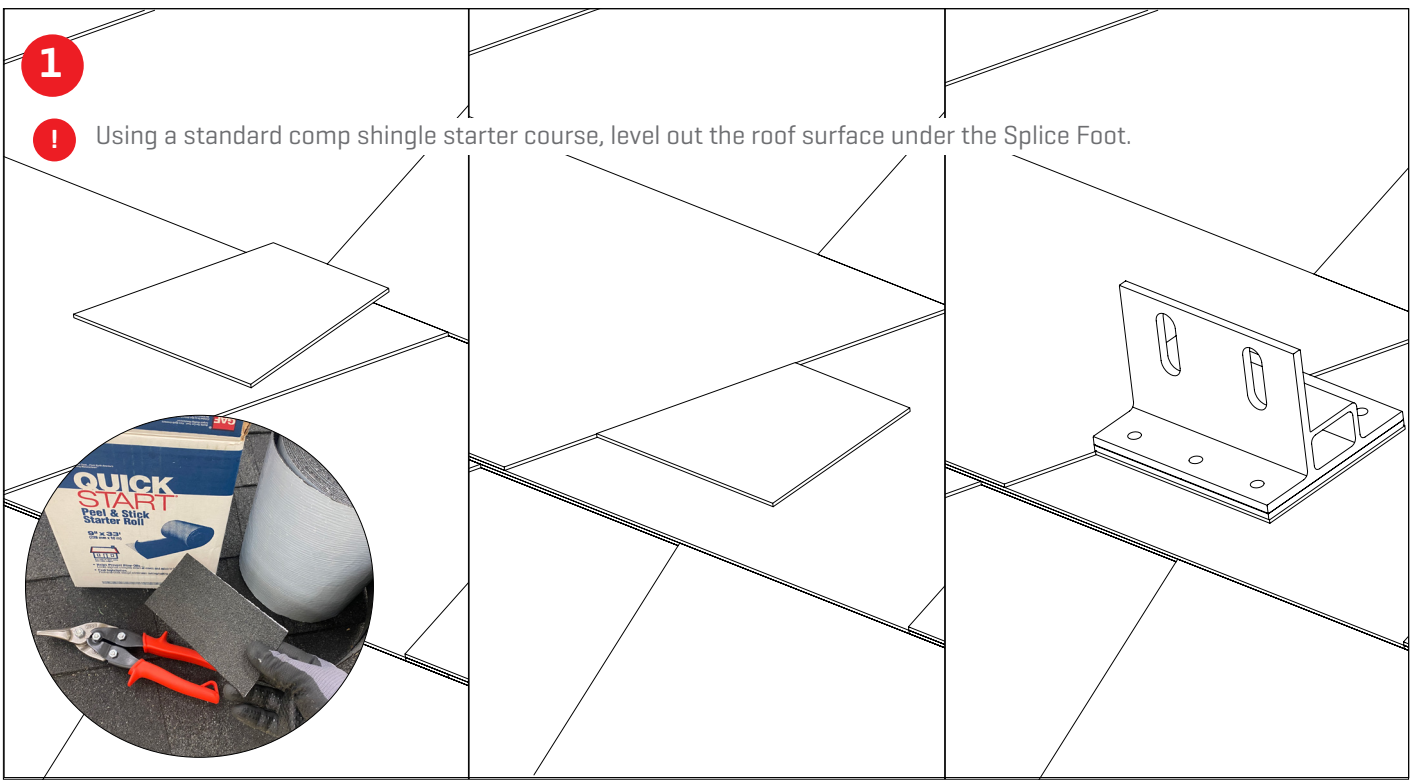 1
! Using a standard comp shingle starter course, level out the roof surface under the Splice Foot.
GAF
QUICK
START
Peel & Stick
Starter Roll
9" x 33'